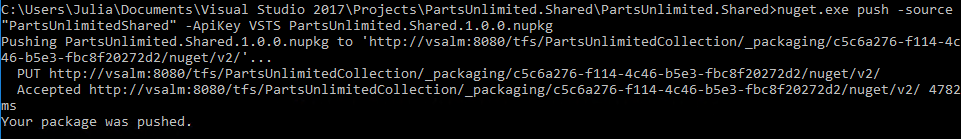 C:\Users\Julia\Documents\Visual Studio 2017\Projects\PartsUnlimited.Shared\PartsUnlimited.Shared>nuget.exe push -source
"PartsUnlimitedShared" -ApiKey VSTS PartsUnlimited.Shared.1.0.0.nupkg
Pushing PartsUnlimited.Shared.1.0.0.nupkg to 'http://vsalm:8080/tfs/PartsUnlimitedCollection/_packaging/c5c6a276-f114-4c
46-b5e3-fbc8f20272d2/nuget/v2/'...
  PUT http://vsalm:8080/tfs/PartsUnlimitedCollection/_packaging/c5c6a276-f114-4c46-b5e3-fbc8f20272d2/nuget/v2/
  Accepted http://vsalm:8080/tfs/PartsUnlimitedCollection/_packaging/c5c6a276-f114-4c46-b5e3-fbc8f20272d2/nuget/v2/ 4782
ms
Your package was pushed.